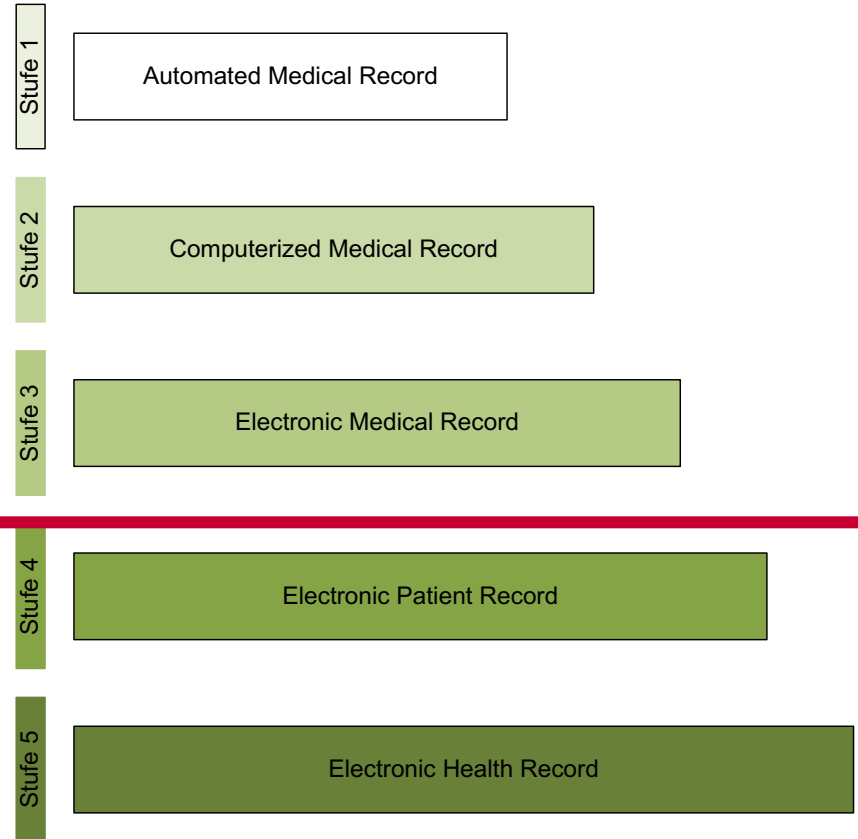 Stufe 1
Automated Medical Record
Stufe 2
Computerized Medical Record
Stufe 3
Electronic Medical Record
Stufe 4
Electronic Patient Record
Stufe 5
Electronic Health Record